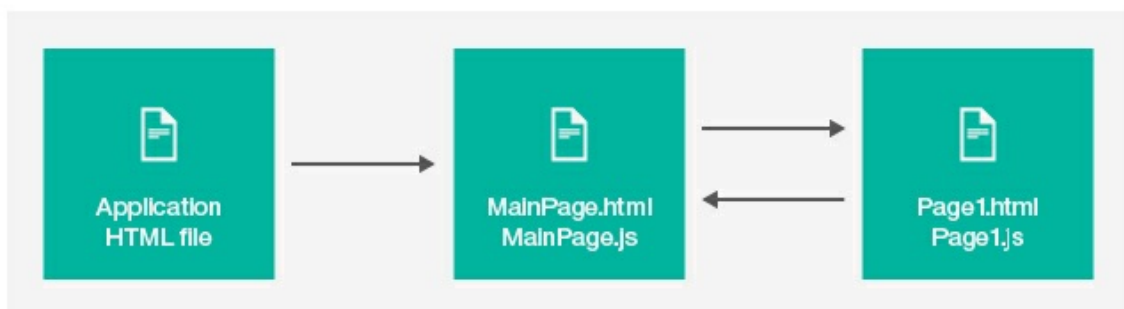 Application
HTML file
MainPage.html
MainPage.js
Page1.html
Page1.js